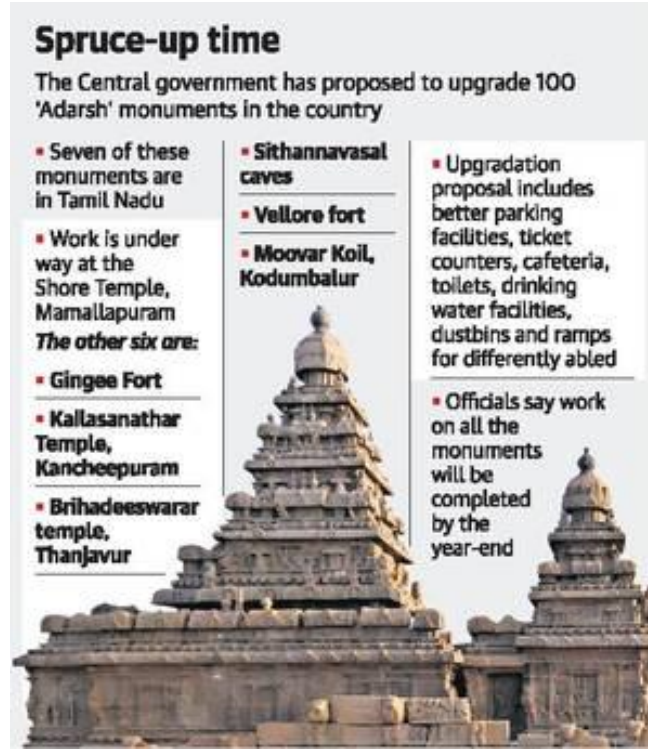 Spruce-up time
The Central government has proposed to upgrade 100
'Adarsh' monuments in the country
▪ Seven of these
monuments are
in Tamil Nadu
▪ Work is under
way at the
Shore Temple,
Mamallapuram
The other six are:
▪ Gingee Fort
▪ Kailasanathar
Temple,
Kancheepuram
▪ Brihadeeswarar
temple,
Thanjavur
▪ Sithannavasal
caves
▪ Vellore fort
▪ Moovar Koil,
Kodumbalur
▪ Upgradation
proposal includes
better parking
facilities, ticket
counters, cafeteria,
toilets, drinking
water facilities,
dustbins and ramps
for differently abled
▪ Officials say work
on all the
monuments
will be
completed
by the
year-end